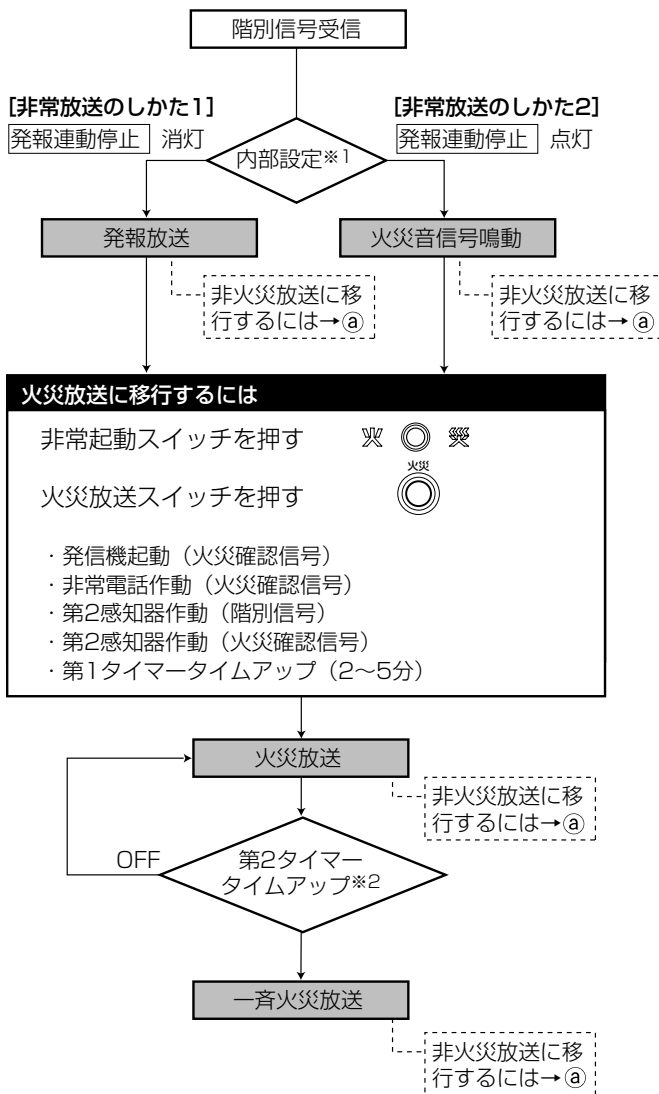 階別信号受信
[非常放送のしかた1]
発報連動停止 消灯
[非常放送のしかた2]
発報連動停止 点灯
内部設定※1
発報放送
火災音信号鳴動
非火災放送に移
行するには→ⓐ
非火災放送に移
行するには→ⓐ
火災放送に移行するには
非常起動スイッチを押す 火 災
火災
火災放送スイッチを押す
・発信機起動（火災確認信号）
・非常電話作動（火災確認信号）
・第2感知器作動（階別信号）
・第2感知器作動（火災確認信号）
・第1タイマータイムアップ（2〜5分）
火災放送
非火災放送に移
行するには→ⓐ
OFF
第2タイマー
タイムアップ※2
一斉火災放送
非火災放送に移
行するには→ⓐ